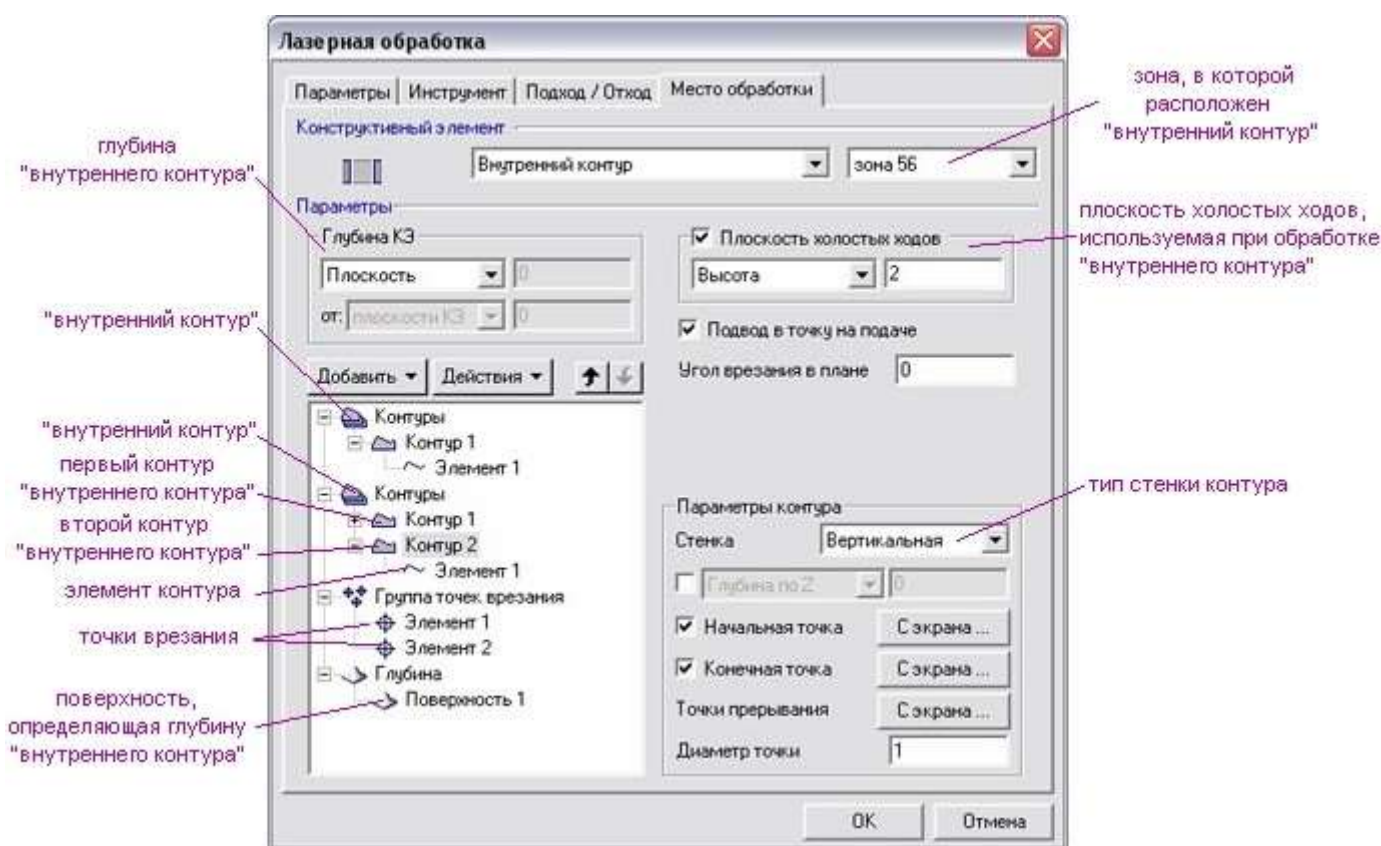 Лазерная обработка
Параметры
Инструмент
Подход / Отход
Место обработки
Конструктивный элемент
Внутренний контур
зона 56
Параметры
Глубина КЭ
Плоскость
0
от:
плоскости КЭ
0
Плоскость холостых ходов
Высота
2
Подвод в точку на подаче
Угол врезания в плане
0
Добавить
Действия
Контуры
Контур 1
Элемент 1
Контуры
Контур 1
Контур 2
Элемент 1
Группа точек врезания
Элемент 1
Элемент 2
Глубина
Поверхность 1
Параметры контура
Стенка
Вертикальная
Глубина по Z
0
Начальная точка
С экрана ...
Конечная точка
С экрана ...
Точки прерывания
С экрана ...
Диаметр точки
1
OK
Отмена
глубина
"внутреннего контура"
"внутренний контур"
"внутренний контур"
первый контур
"внутреннего контура"
второй контур
"внутреннего контура"
элемент контура
точки врезания
поверхность,
определяющая глубину
"внутреннего контура"
зона, в которой
расположен
"внутренний контур"
плоскость холостых ходов,
используемая при обработке
"внутреннего контура"
тип стенки контура